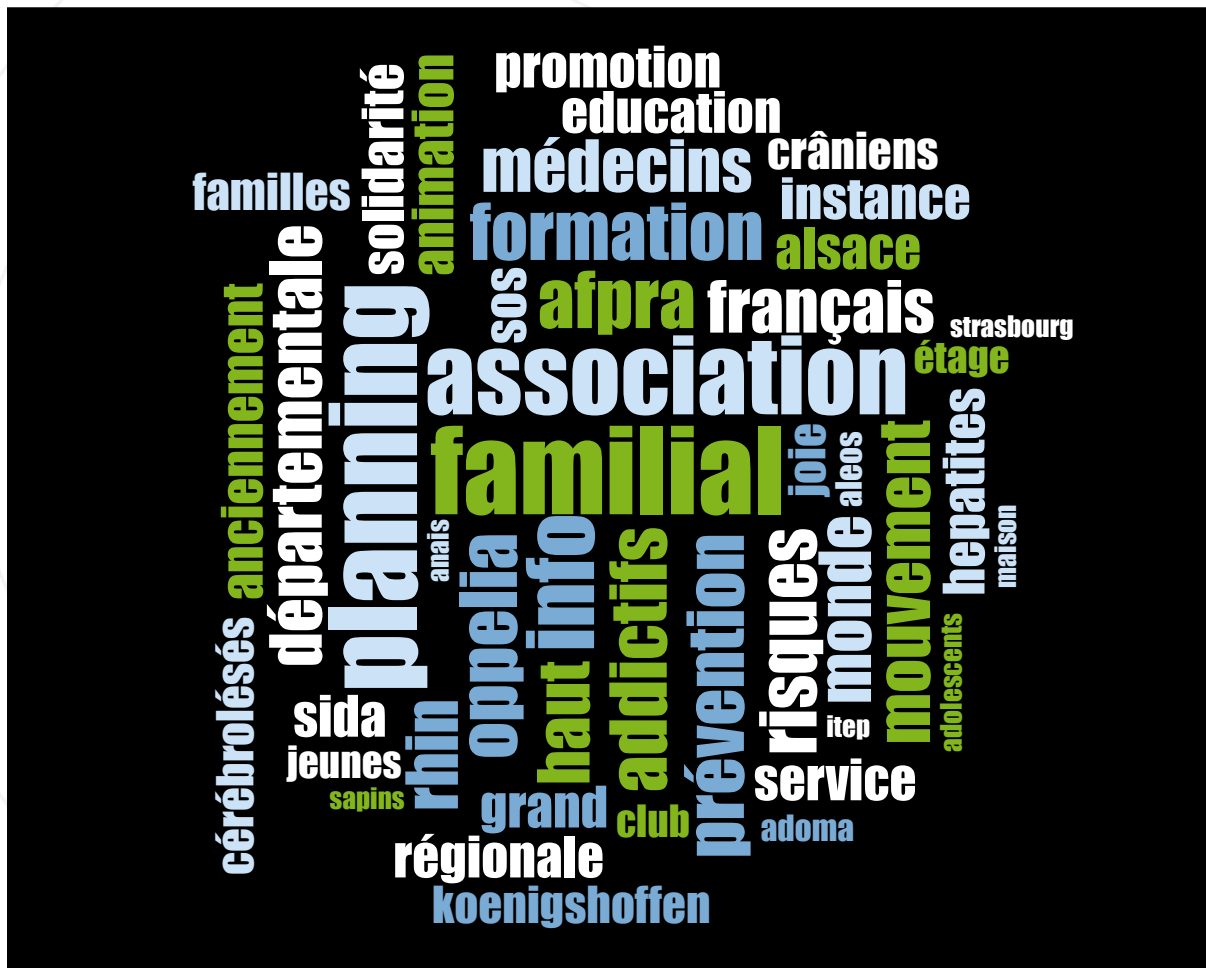 promotion
education
solidarité
animation
médecins
crâniens
familles
instance
formation
alsace
départementale
sos
afpra
français
strasbourg
anciennement
planning
association
étage
familial
joie
aleos
mouvement
hepatites
maison
anais
oppelia
info
addictifs
prévention
risques
monde
adolescents
cérébrolésés
haut
sida
rhin
itep
jeunes
service
sapins
grand
club
adoma
régionale
koenigshoffen